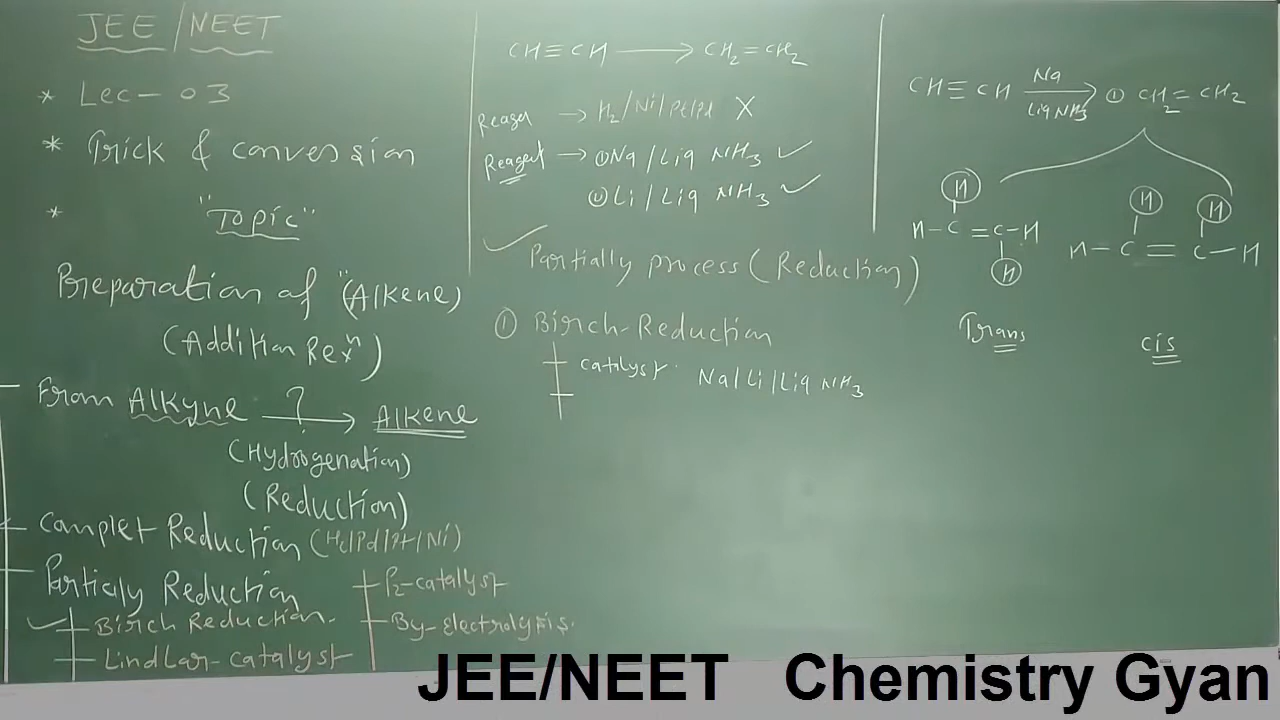 JEE/NEET
* Lec-03
* Trick & convession
* "Topic"
Preparation of "(Alkene)
(Addition Rexⁿ)
From Alkyne ?→ Alkene
(Hydrogenation)
(Reduction)
Complet Reduction (H₂/Pd/Pt/Ni)
Particly Reduction
✓ Birch Reduction.
Lindlar-catalyst
P₂-catalyst
By-Electrolysis.
CH≡CH → CH₂=CH₂
Reaget → H₂/Ni/Pt/Pd X
Reagent → ① Na/Liq NH₃ ✓
② Li/Liq NH₃ ✓
✓ Partially process (Reduction)
① Birch-Reduction
catalyst. Na/Li/Liq NH₃
CH≡CH Na → ① CH₂=CH₂
Liq NH₃
H
H-C=C-H
H
Trans
H H
H-C=C-H
cis
JEE/NEET Chemistry Gyan